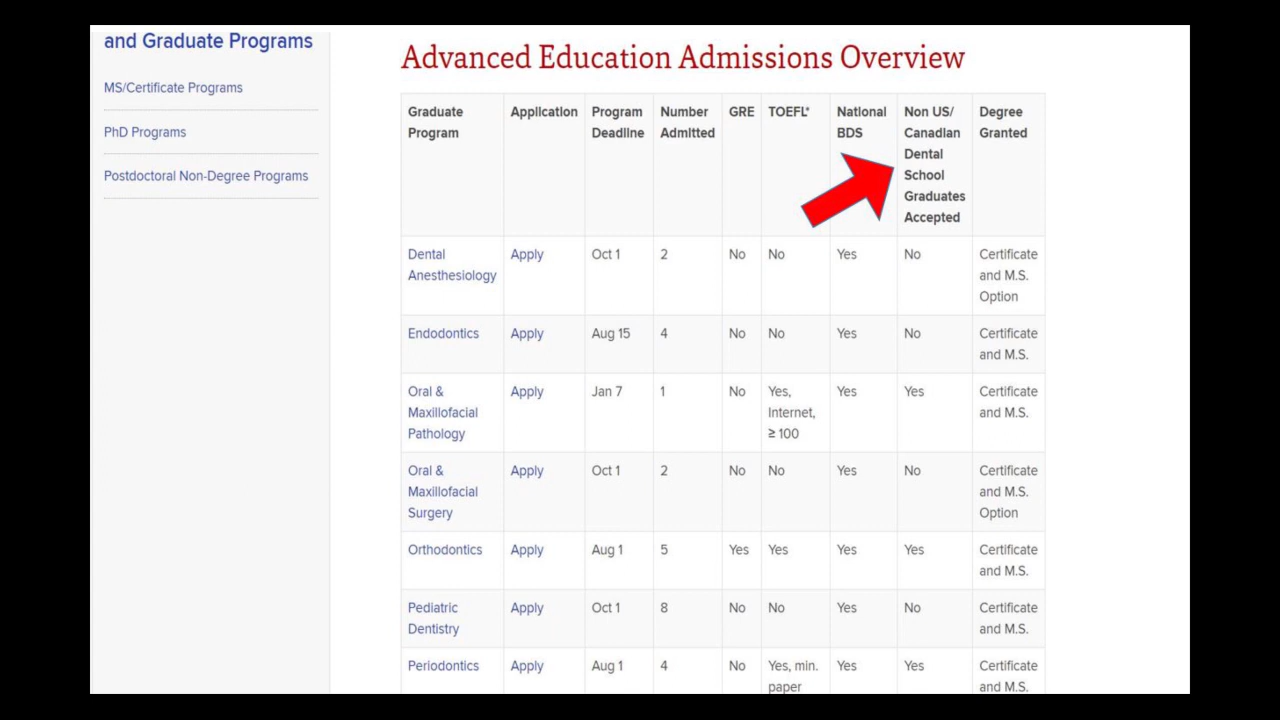 and Graduate Programs
MS/Certificate Programs
PhD Programs
Postdoctoral Non-Degree Programs
Advanced Education Admissions Overview
Graduate Program Application Program Deadline Number Admitted GRE TOEFL* National BDS Non US/ Canadian Dental School Graduates Accepted Degree Granted
Dental Anesthesiology Apply Oct 1 2 No No Yes No Certificate and M.S. Option
Endodontics Apply Aug 15 4 No No Yes No Certificate and M.S.
Oral & Maxillofacial Pathology Apply Jan 7 1 No Yes, Internet, ≥ 100 Yes Yes Certificate and M.S.
Oral & Maxillofacial Surgery Apply Oct 1 2 No No Yes No Certificate and M.S. Option
Orthodontics Apply Aug 1 5 Yes Yes Yes Yes Certificate and M.S.
Pediatric Dentistry Apply Oct 1 8 No No Yes No Certificate and M.S.
Periodontics Apply Aug 1 4 No Yes, min. paper Yes Yes Certificate and M.S.